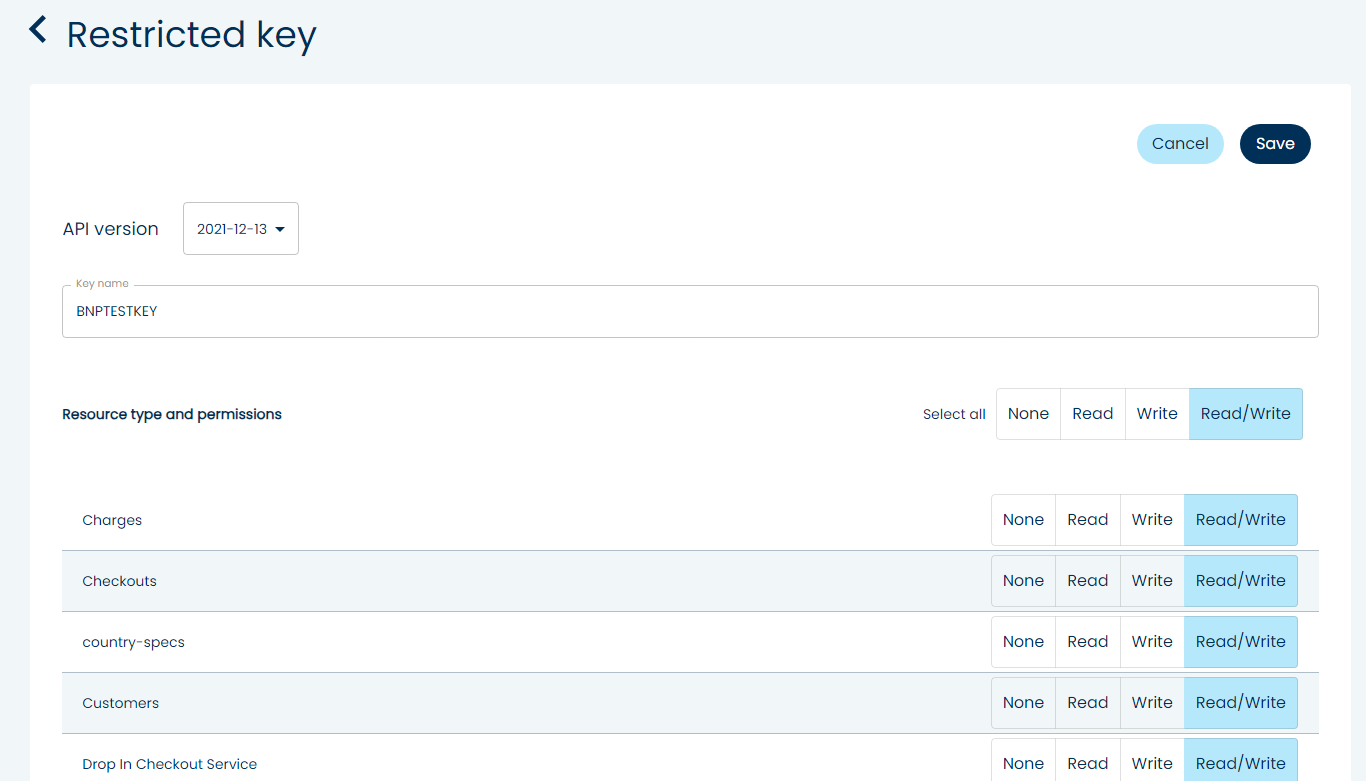 Restricted key
Cancel Save
API version 2021-12-13
Key name
BNPTESTKEY
Resource type and permissions Select all None Read Write Read/Write
Charges None Read Write Read/Write
Checkouts None Read Write Read/Write
country-specs None Read Write Read/Write
Customers None Read Write Read/Write
Drop In Checkout Service None Read Write Read/Write